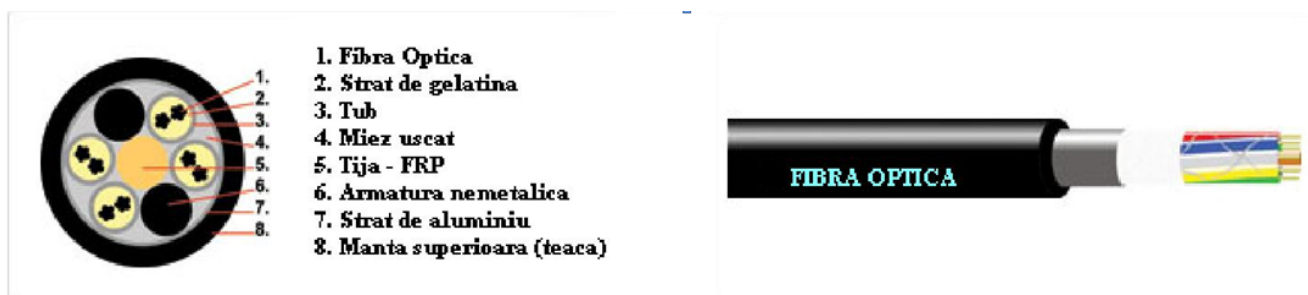 1.
2.
3.
4.
5.
6.
7.
8.
1. Fibra Optica
2. Strat de gelatina
3. Tub
4. Miez uscat
5. Tija - FRP
6. Armatura nemetalica
7. Strat de aluminiu
8. Manta superioara (teaca)
FIBRA OPTICA